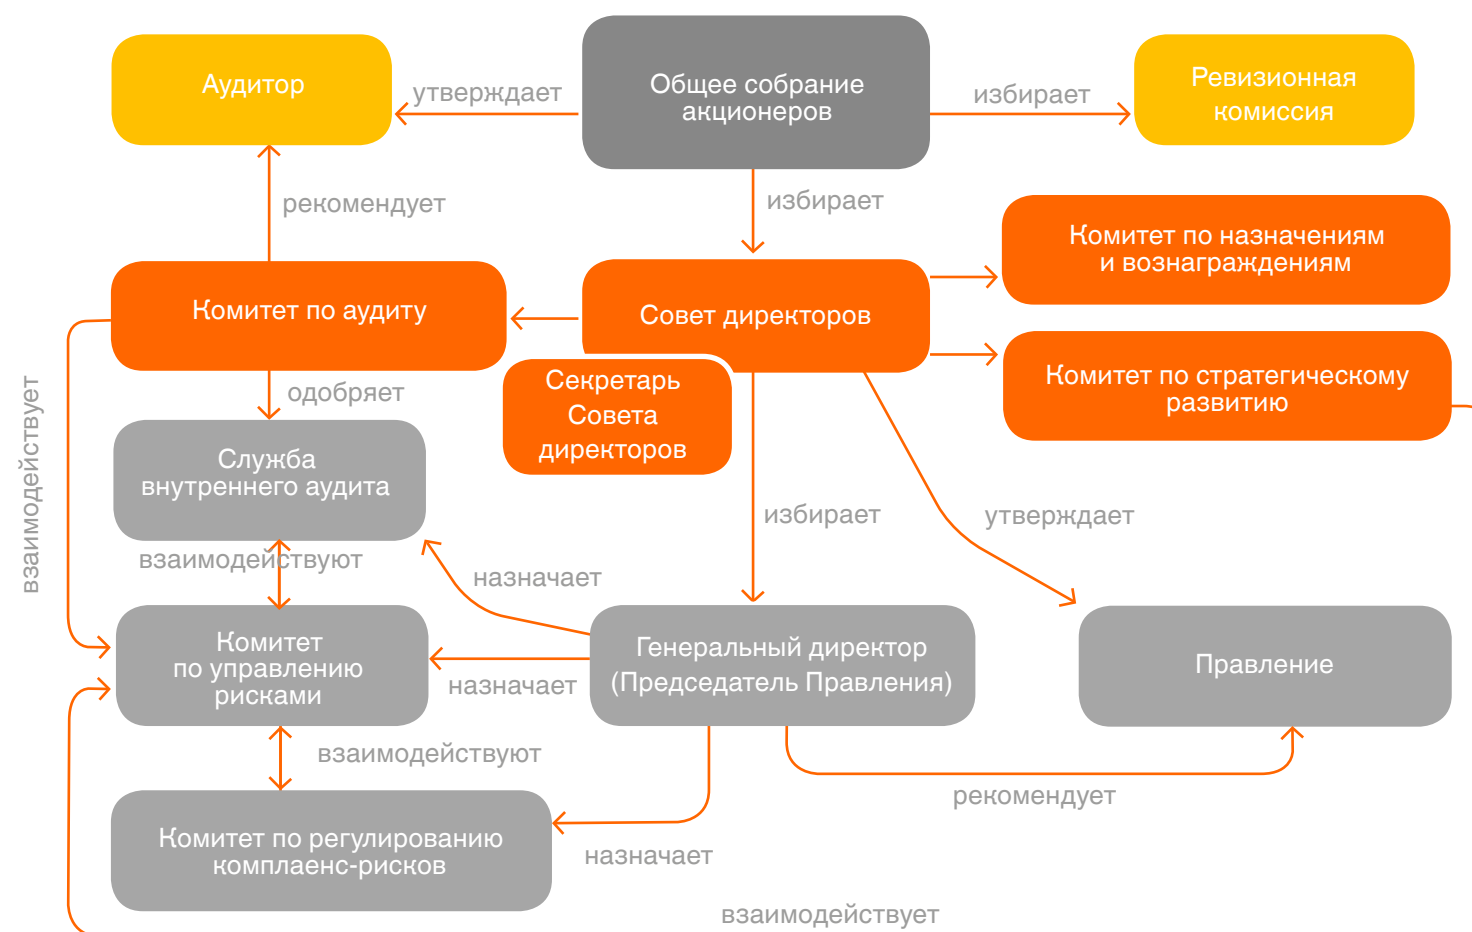 Аудитор
утверждает
Общее собрание
акционеров
избирает
Ревизионная
комиссия
рекомендует
избирает
Комитет по назначениям
и вознаграждениям
Комитет по аудиту
Совет директоров
Комитет по стратегическому
развитию
Секретарь
Совета
директоров
одобряет
взаимодействует
Служба
внутреннего аудита
избирает
утверждает
взаимодействуют
назначает
Комитет
по управлению
рисками
назначает
Генеральный директор
(Председатель Правления)
Правление
взаимодействуют
рекомендует
Комитет по регулированию
комплаенс-рисков
назначает
взаимодействует